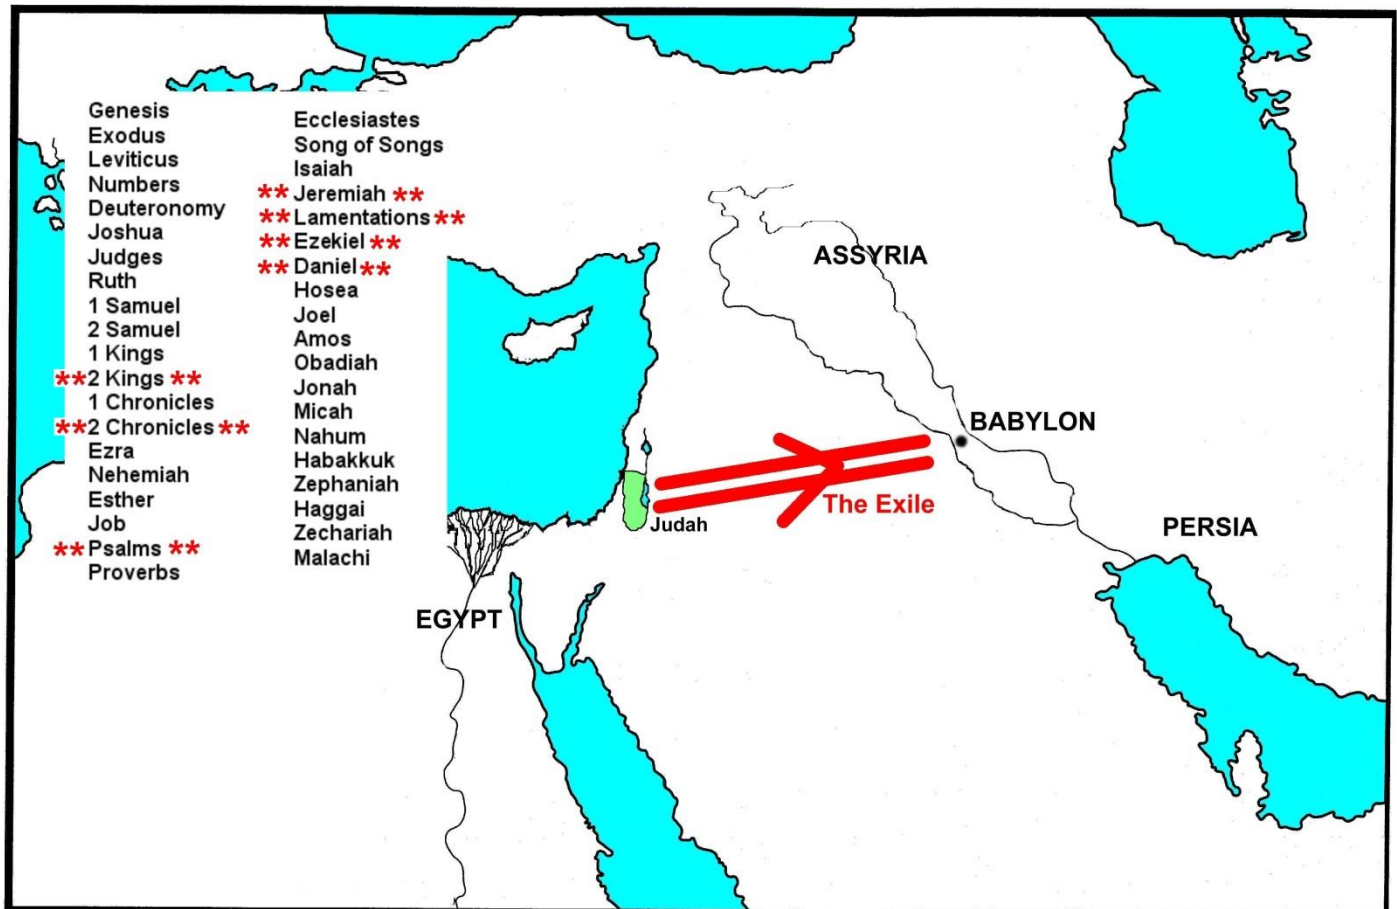 Genesis
Exodus
Leviticus
Numbers
Deuteronomy
Joshua
Judges
Ruth
1 Samuel
2 Samuel
1 Kings
**2 Kings **
1 Chronicles
**2 Chronicles **
Ezra
Nehemiah
Esther
Job
** Psalms **
Proverbs
Ecclesiastes
Song of Songs
Isaiah
** Jeremiah **
** Lamentations **
** Ezekiel **
** Daniel **
Hosea
Joel
Amos
Obadiah
Jonah
Micah
Nahum
Habakkuk
Zephaniah
Haggai
Zechariah
Malachi
ASSYRIA
BABYLON
The Exile
Judah
PERSIA
EGYPT